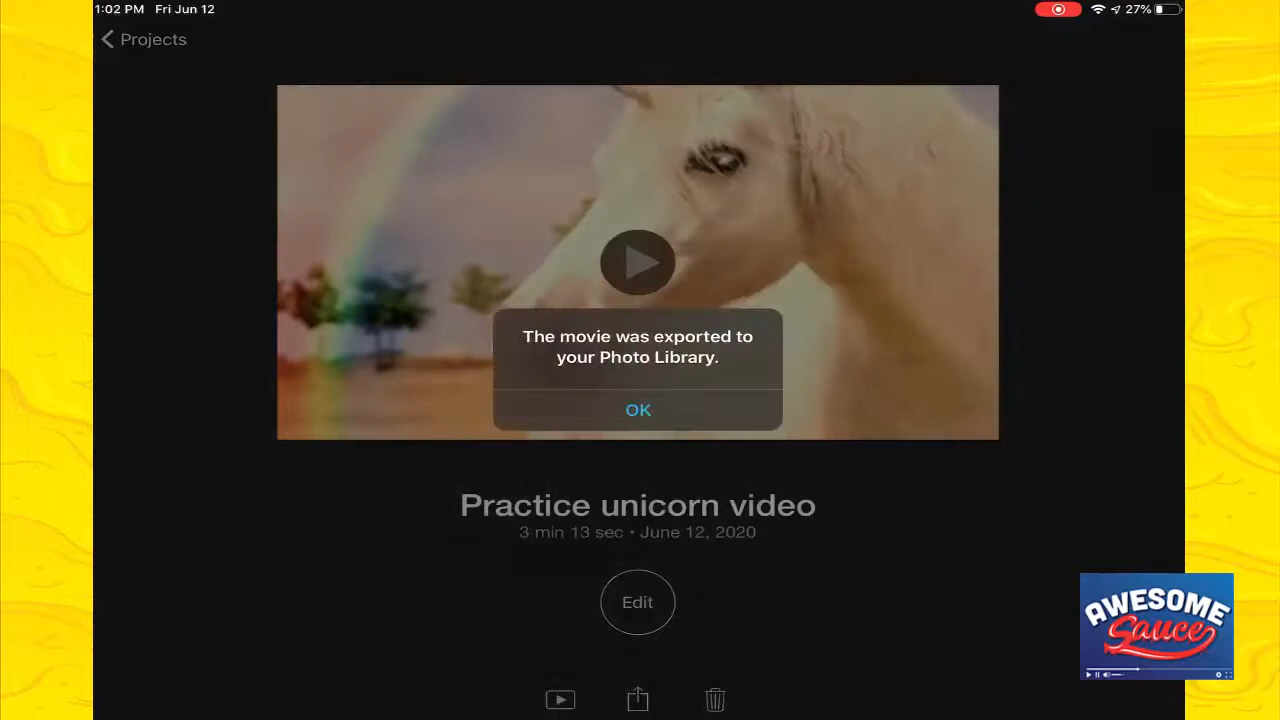 1:02 PM Fri Jun 12
27%
Projects
The movie was exported to
your Photo Library.
OK
Practice unicorn video
3 min 13 sec • June 12, 2020
Edit
AWESOME
Sauce